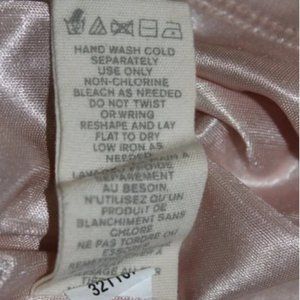 HAND WASH COLD
SEPARATELY
USE ONLY
NON-CHLORINE
BLEACH AS NEEDED
DO NOT TWIST
OR WRING
RESHAPE AND LAY
FLAT TO DRY
LOW IRON AS
NEEDED
SEPAREMENT
AU BESOIN.
N'UTILISEZ QU'UN
PRODUIT DE
BLANCHIMENT SANS
CHLORE
NE PAS TORDRE OU